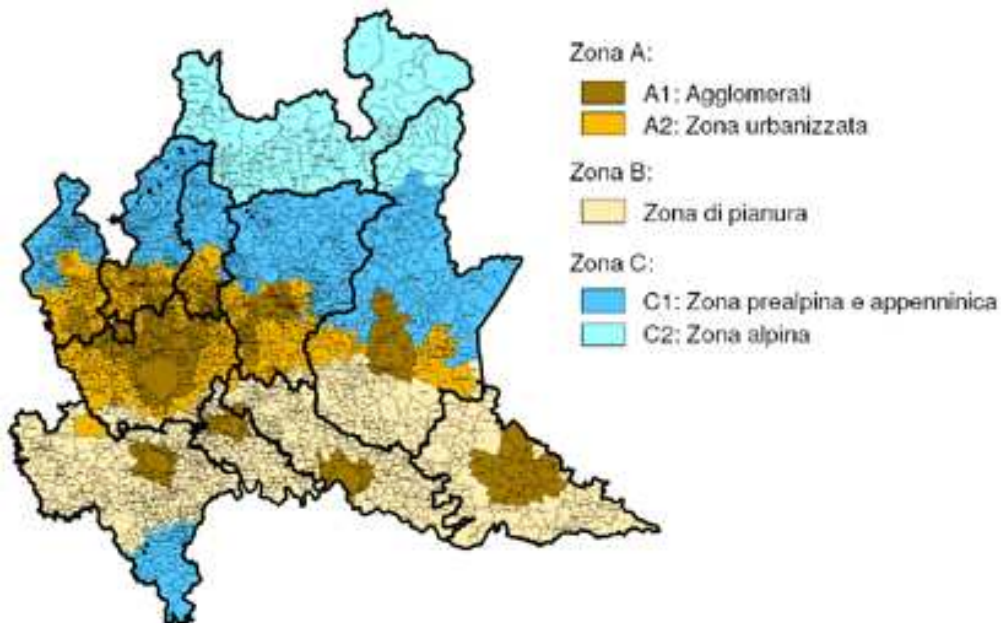 Zona A:
A1: Agglomerati
A2: Zona urbanizzata
Zona B:
Zona di pianura
Zona C:
C1: Zona prealpina e appenninica
C2: Zona alpina